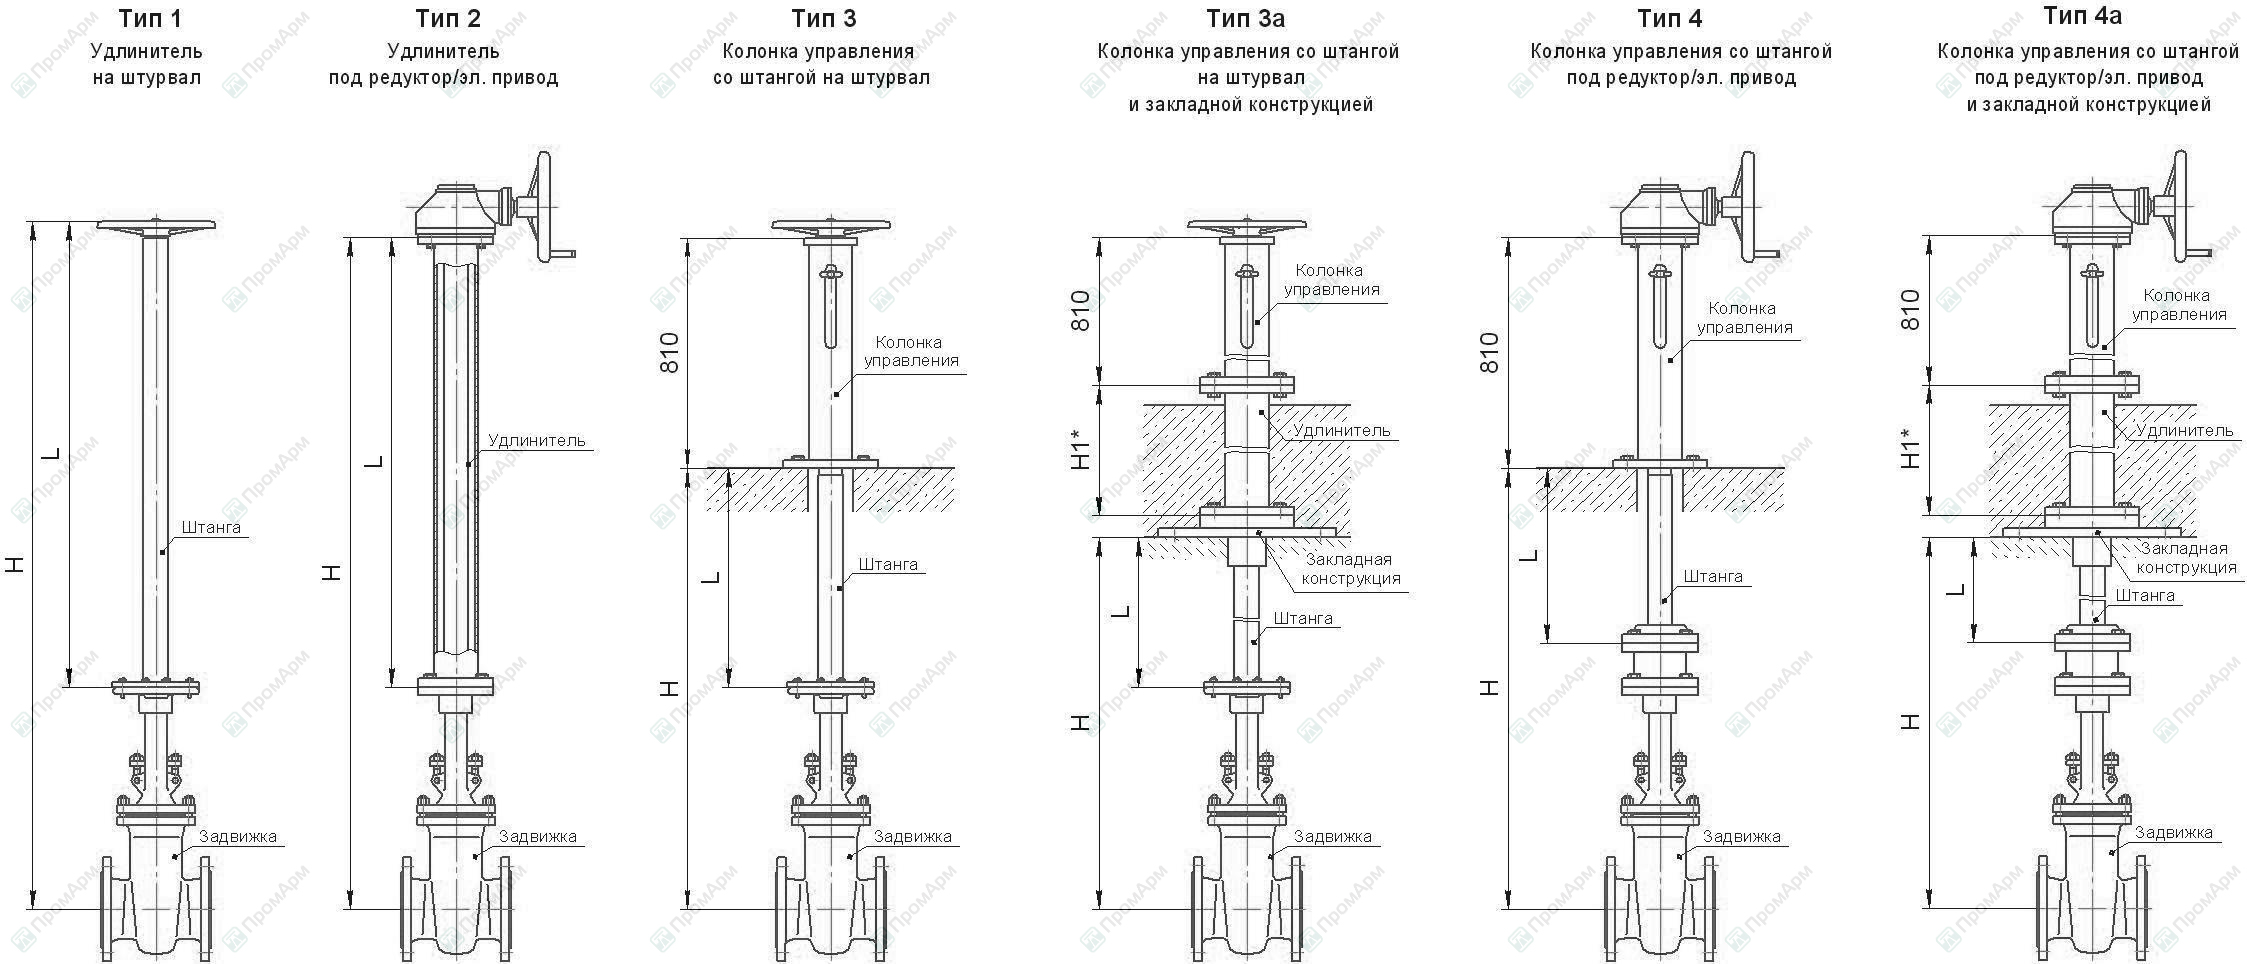 Тип 1
Удлинитель
на штурвал
H
L
Штанга
Задвижка
Тип 2
Удлинитель
под редуктор/эл. привод
H
L
Удлинитель
Задвижка
Тип 3
Колонка управления
со штангой на штурвал
810
H
L
Колонка
управления
Штанга
Задвижка
Тип 3а
Колонка управления со штангой
на штурвал
и закладной конструкцией
810
H1*
H
L
Колонка
управления
Удлинитель
Закладная
конструкция
Штанга
Задвижка
Тип 4
Колонка управления со штангой
под редуктор/эл. привод
810
H
L
Колонка
управления
Штанга
Задвижка
Тип 4а
Колонка управления со штангой
под редуктор/эл. привод
и закладной конструкцией
810
H1*
H
L
Колонка
управления
Удлинитель
Закладная
конструкция
Штанга
Задвижка
ПромАрм